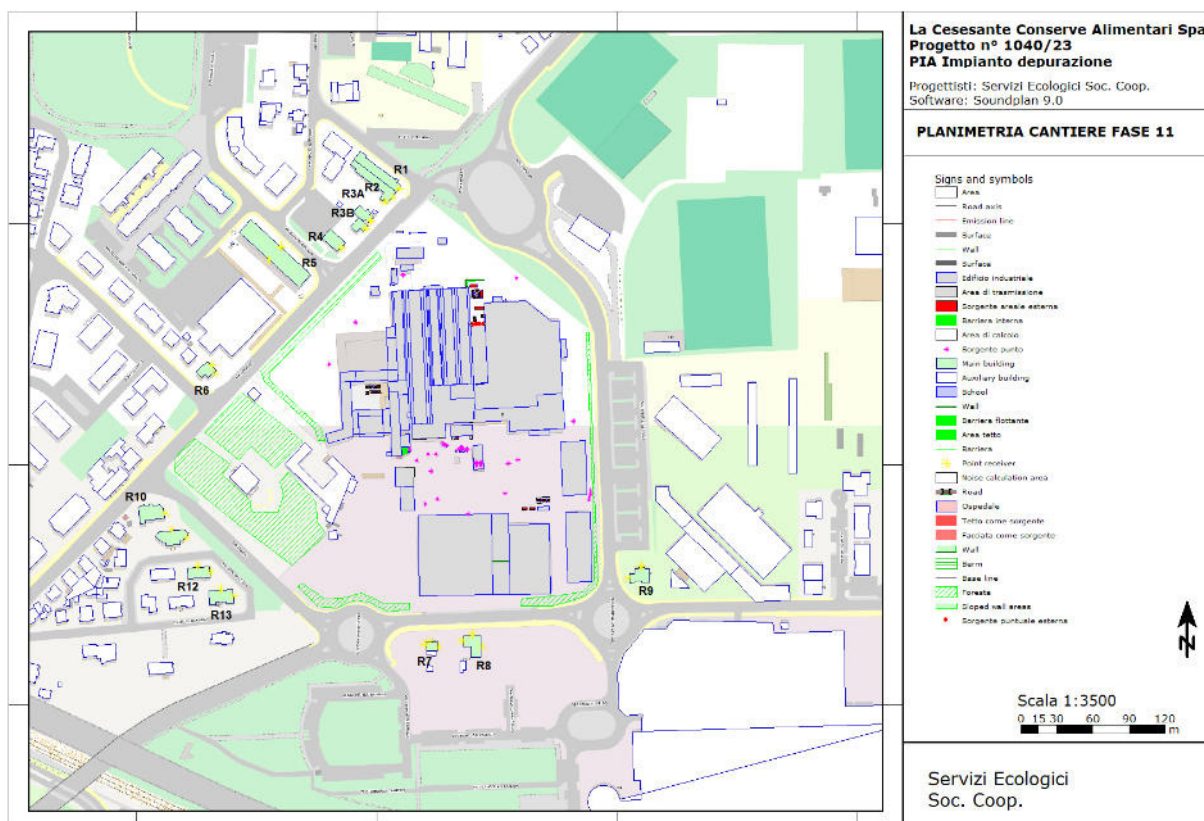 La Cesesante Conserve Alimentari Spa
Progetto n° 1040/23
PIA Impianto depurazione
Progettisti: Servizi Ecologici Soc. Coop.
Software: Soundplan 9.0
PLANIMETRIA CANTIERE FASE 11
Signs and symbols
Area
Road axis
Emission line
Surface
Wall
Surface
Edificio industriale
Area di trasmissione
Sorgente areale esterna
Barriera interna
Area di calcolo
Sorgente punto
Main building
Auxiliary building
School
Wall
Barriera flottante
Area tetto
Barriera
Point receiver
Noise calculation area
Road
Ospedale
Tetto come sorgente
Facciata come sorgente
Wall
Berm
Base line
Foresta
Sloped wall areas
Sorgente puntuale esterna
N
Scala 1:3500
0 15 30 60 90 120
m
Servizi Ecologici
Soc. Coop.
R1
R2
R3A
R3B
R4
R5
R6
R10
R12
R13
R9
R7
R8